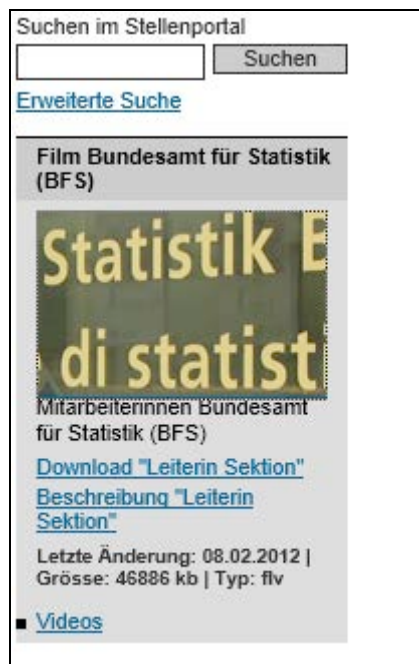 Suchen im Stellenportal
Suchen
Erweiterte Suche
Film Bundesamt für Statistik
(BFS)
Statistik B
di statist
Mitarbeiterinnen Bundesamt
für Statistik (BFS)
Download "Leiterin Sektion"
Beschreibung "Leiterin
Sektion"
Letzte Änderung: 08.02.2012 |
Grösse: 46886 kb | Typ: flv
Videos